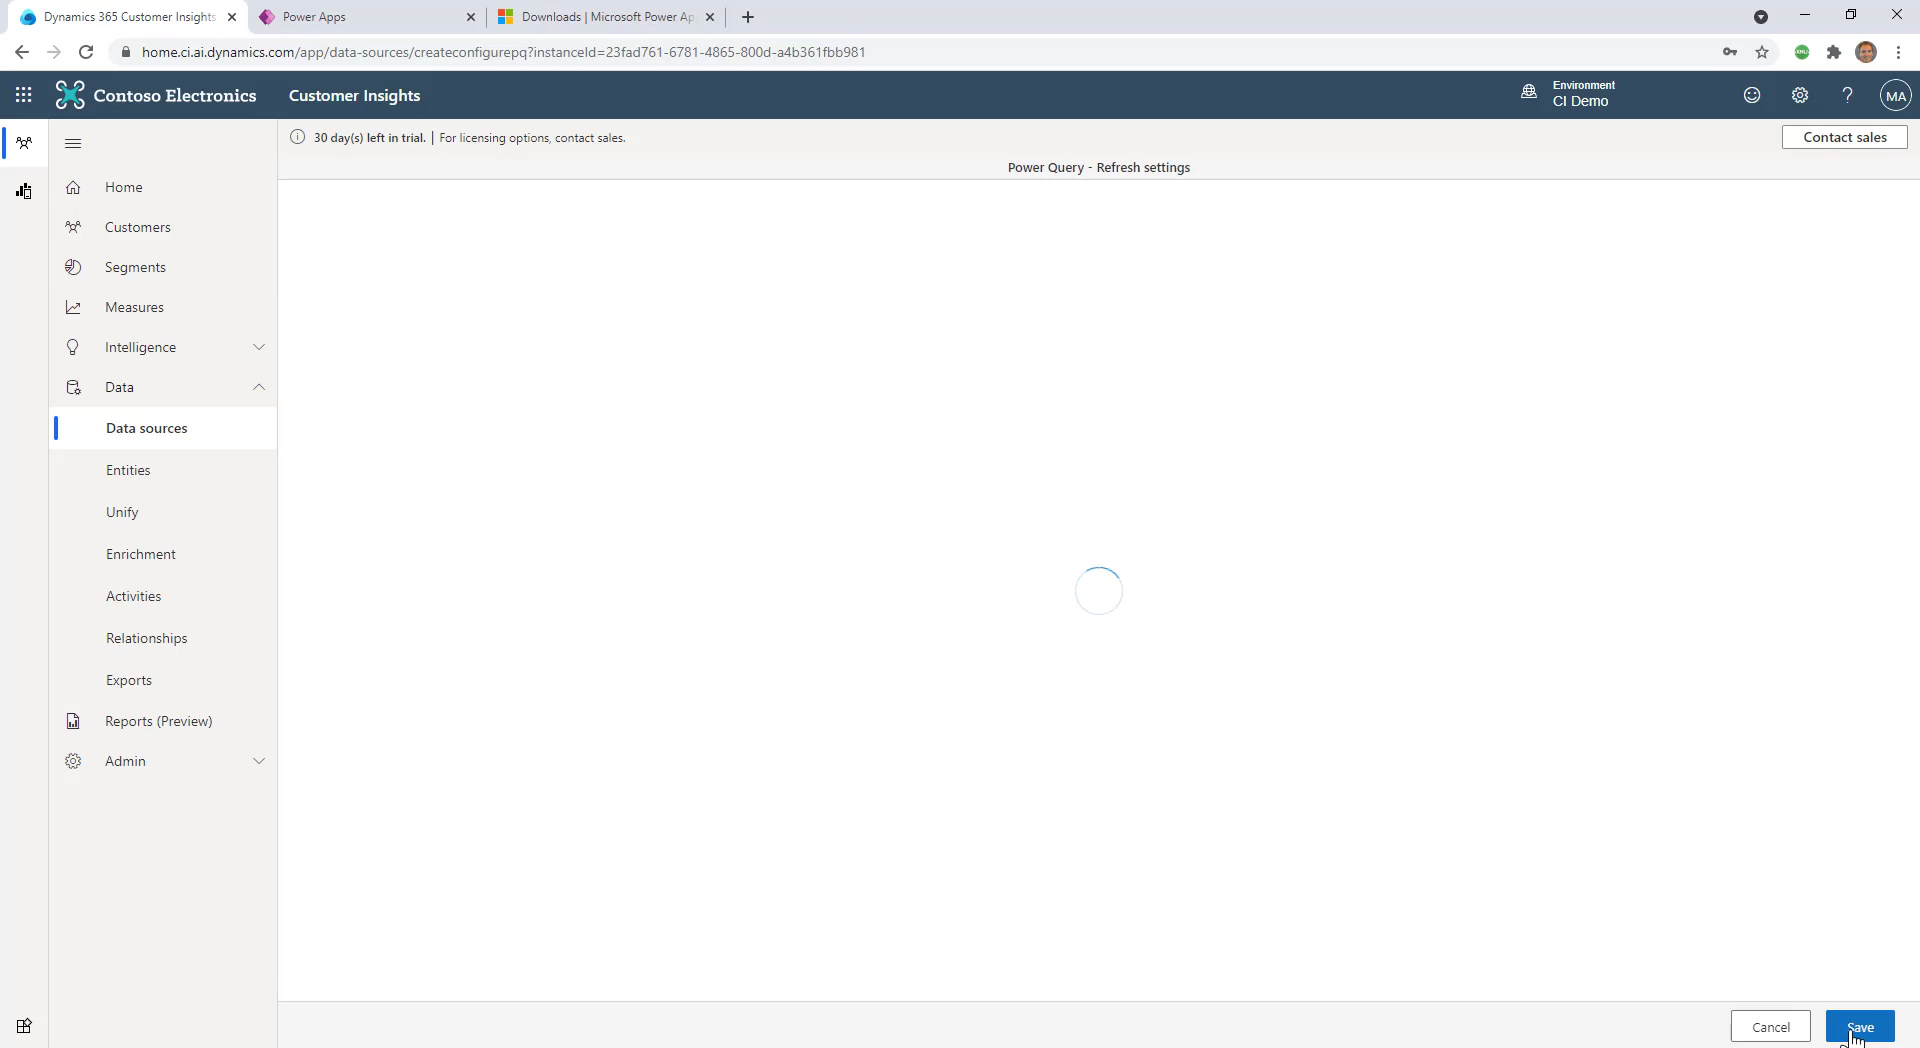 Dynamics 365 Customer Insights
Power Apps
Downloads | Microsoft Power Ap
home.ci.ai.dynamics.com/app/data-sources/createconfigurepq?instanceId=23fad761-6781-4865-800d-a4b361fbb981
Contoso Electronics
Customer Insights
Environment
CI Demo
?
MA
30 day(s) left in trial. | For licensing options, contact sales.
Contact sales
Power Query - Refresh settings
Home
Customers
Segments
Measures
Intelligence
Data
Data sources
Entities
Unify
Enrichment
Activities
Relationships
Exports
Reports (Preview)
Admin
Cancel
Save